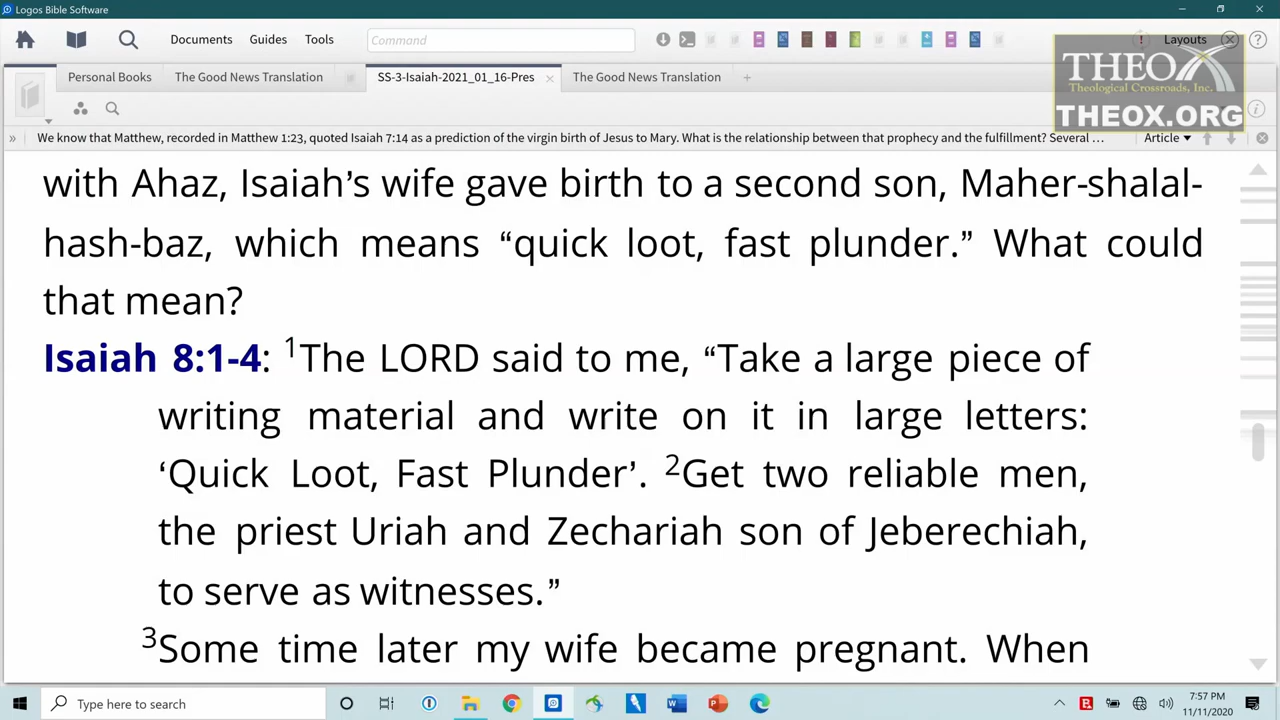 Logos Bible Software
Documents Guides Tools Command Layouts
Personal Books The Good News Translation SS-3-Isaiah-2021_01_16-Pres The Good News Translation
THEOX
Theological Crossroads, Inc.
THEOX.ORG
We know that Matthew, recorded in Matthew 1:23, quoted Isaiah 7:14 as a prediction of the virgin birth of Jesus to Mary. What is the relationship between that prophecy and the fulfillment? Several ... Article
with Ahaz, Isaiah’s wife gave birth to a second son, Maher-shalal-
hash-baz, which means “quick loot, fast plunder.” What could
that mean?
Isaiah 8:1-4: 1The LORD said to me, “Take a large piece of
writing material and write on it in large letters:
‘Quick Loot, Fast Plunder’. 2Get two reliable men,
the priest Uriah and Zechariah son of Jeberechiah,
to serve as witnesses.”
3Some time later my wife became pregnant. When
Type here to search
7:57 PM
11/11/2020